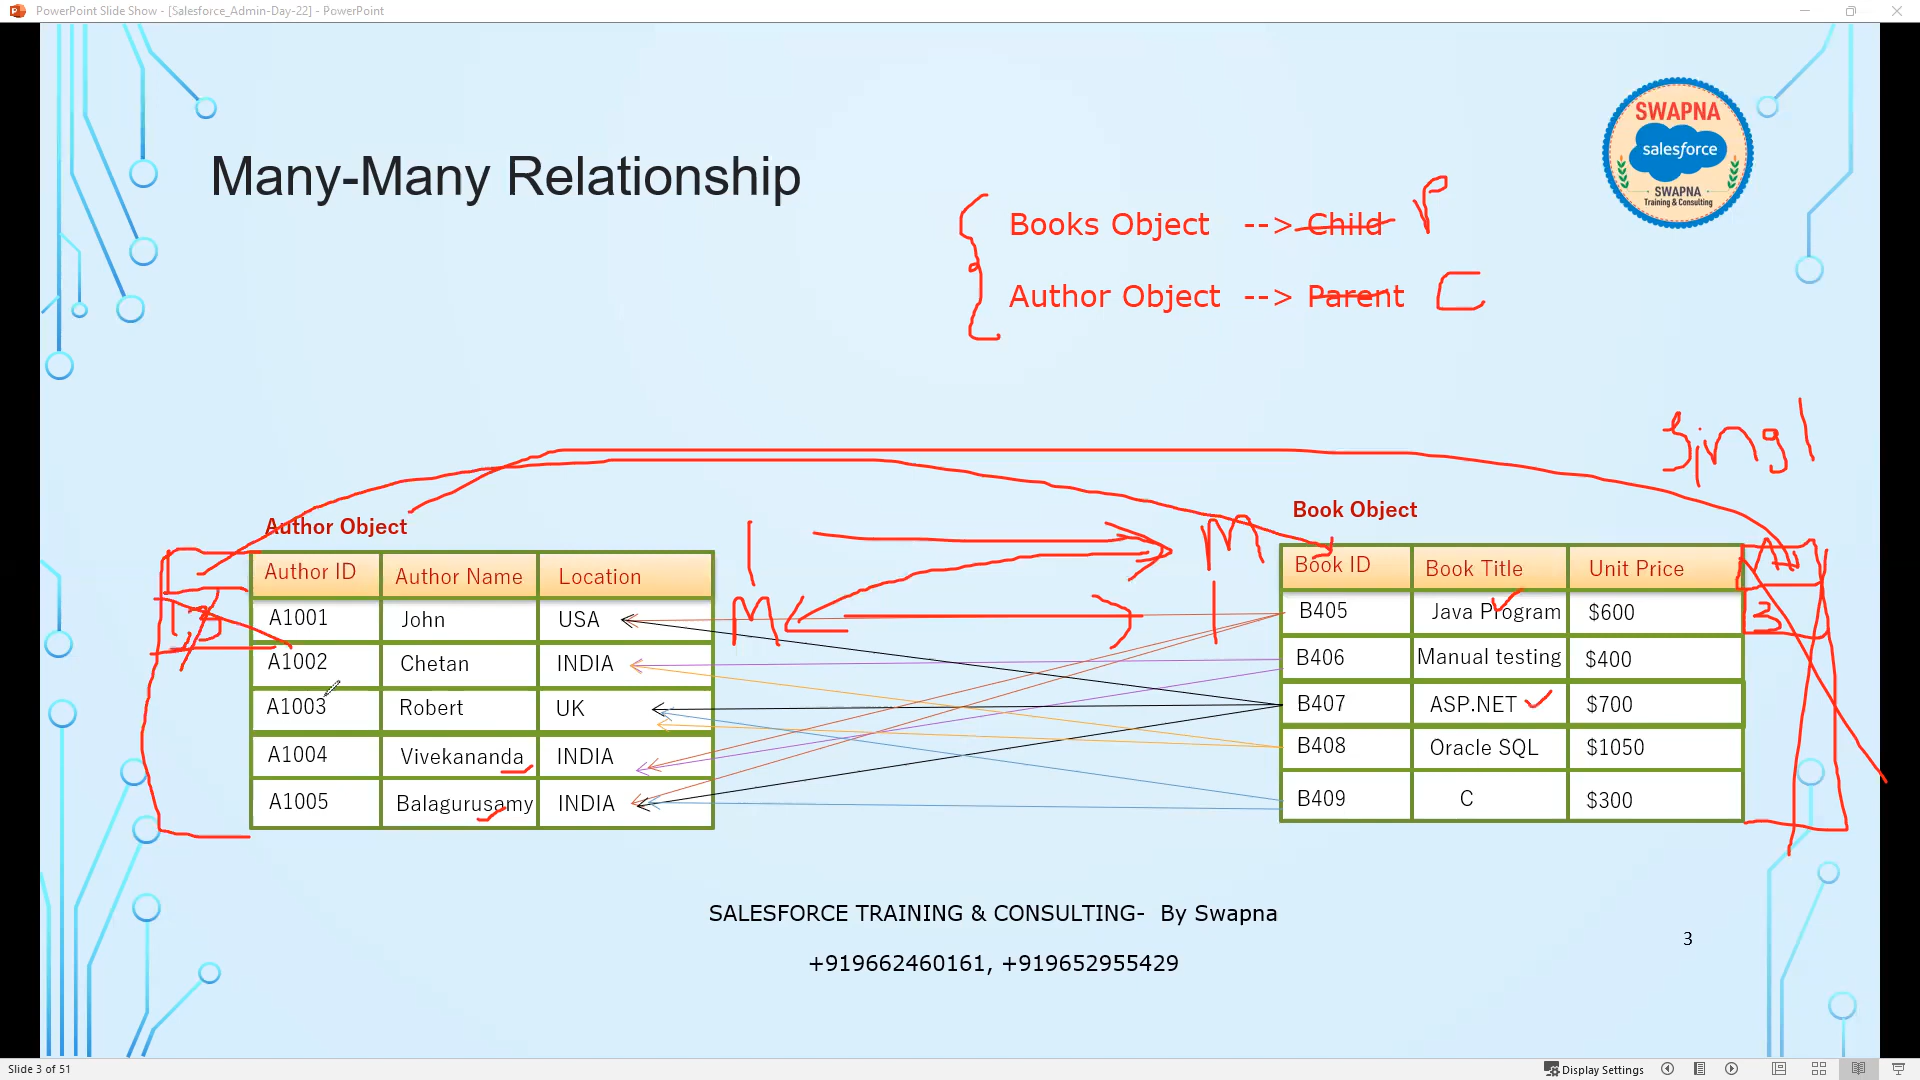 PowerPoint Slide Show - [Salesforce_Admin-Day-22] - PowerPoint
SWAPNA
salesforce
SWAPNA
Training & Consulting
Many-Many Relationship
Books Object --> Child P
Author Object --> Parent C
Singl
Author Object
1 M
Book Object
Author ID Author Name Location
A1001 John USA
A1002 Chetan INDIA
A1003 Robert UK
A1004 Vivekananda INDIA
A1005 Balagurusamy INDIA
M 1
Book ID Book Title Unit Price
B405 Java Program $600 3
B406 Manual testing $400
B407 ASP.NET $700
B408 Oracle SQL $1050
B409 C $300
SALESFORCE TRAINING & CONSULTING- By Swapna
+919662460161, +919652955429
3
Slide 3 of 51
Display Settings